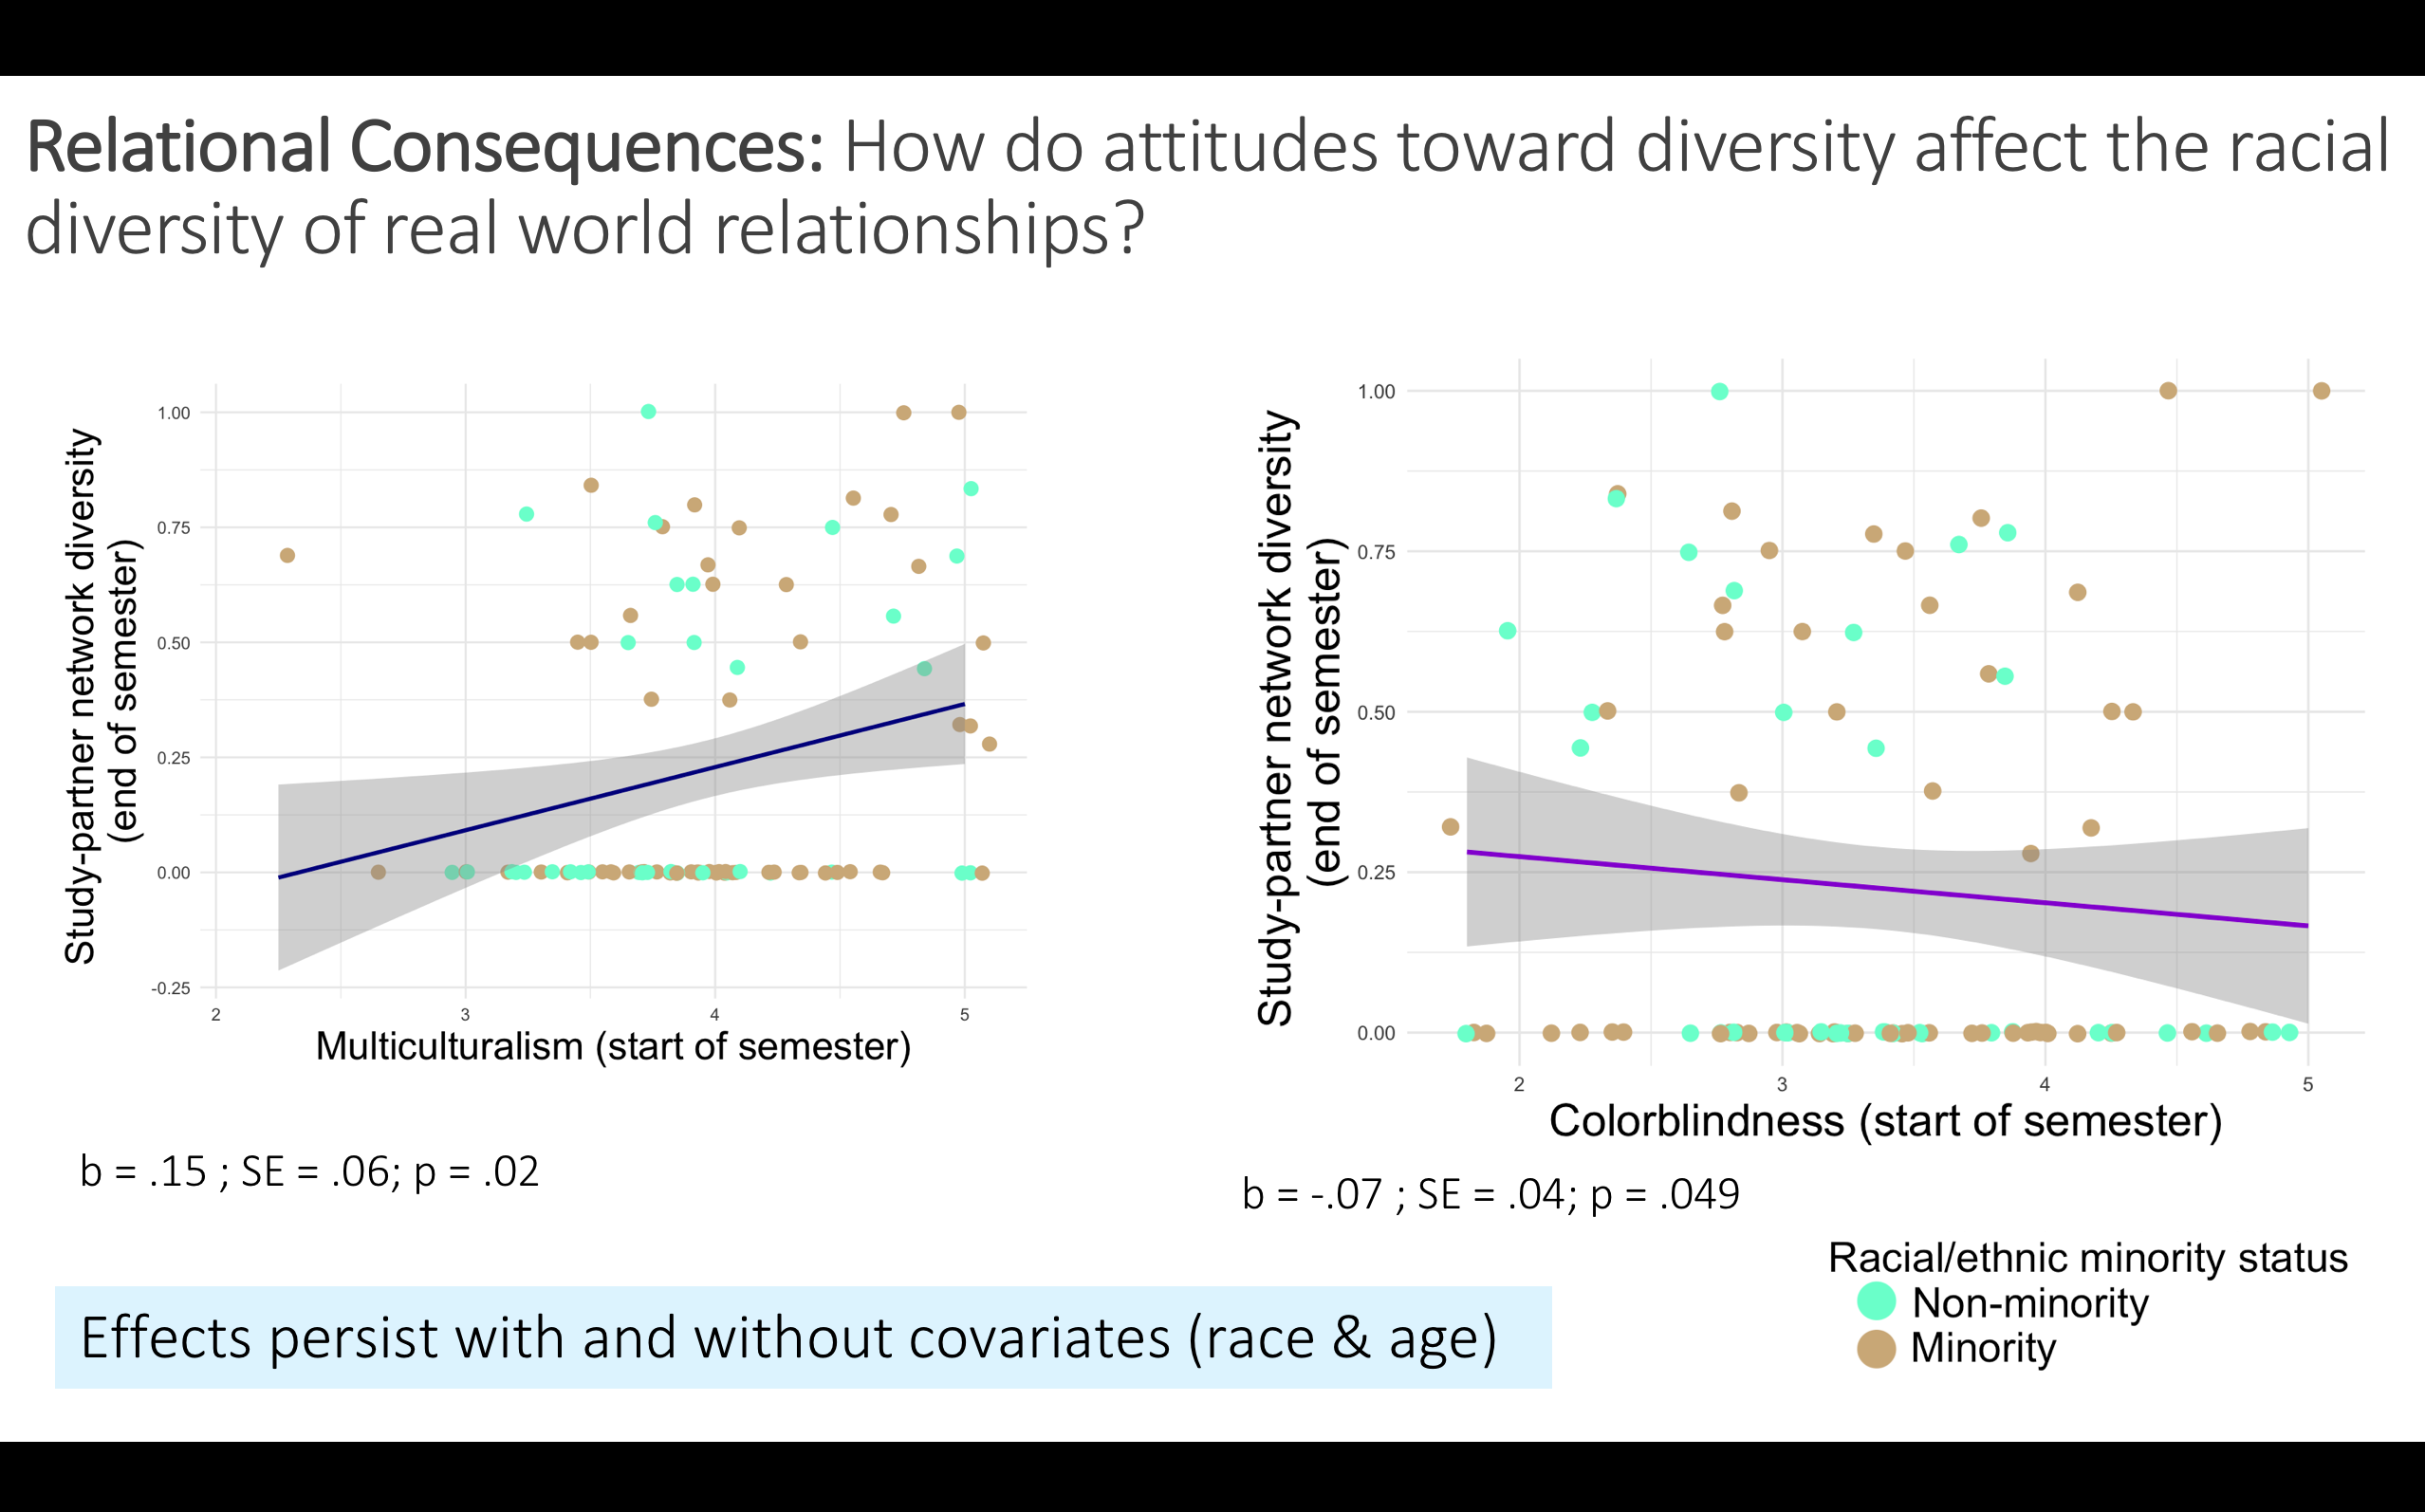 Relational Consequences: How do attitudes toward diversity affect the racial
diversity of real world relationships?
Study-partner network diversity
(end of semester)
1.00
0.75
0.50
0.25
0.00
-0.25
2
3
4
5
Multiculturalism (start of semester)
b = .15 ; SE = .06; p = .02
Study-partner network diversity
(end of semester)
1.00
0.75
0.50
0.25
0.00
2
3
4
5
Colorblindness (start of semester)
b = -.07 ; SE = .04; p = .049
Racial/ethnic minority status
Non-minority
Minority
Effects persist with and without covariates (race & age)